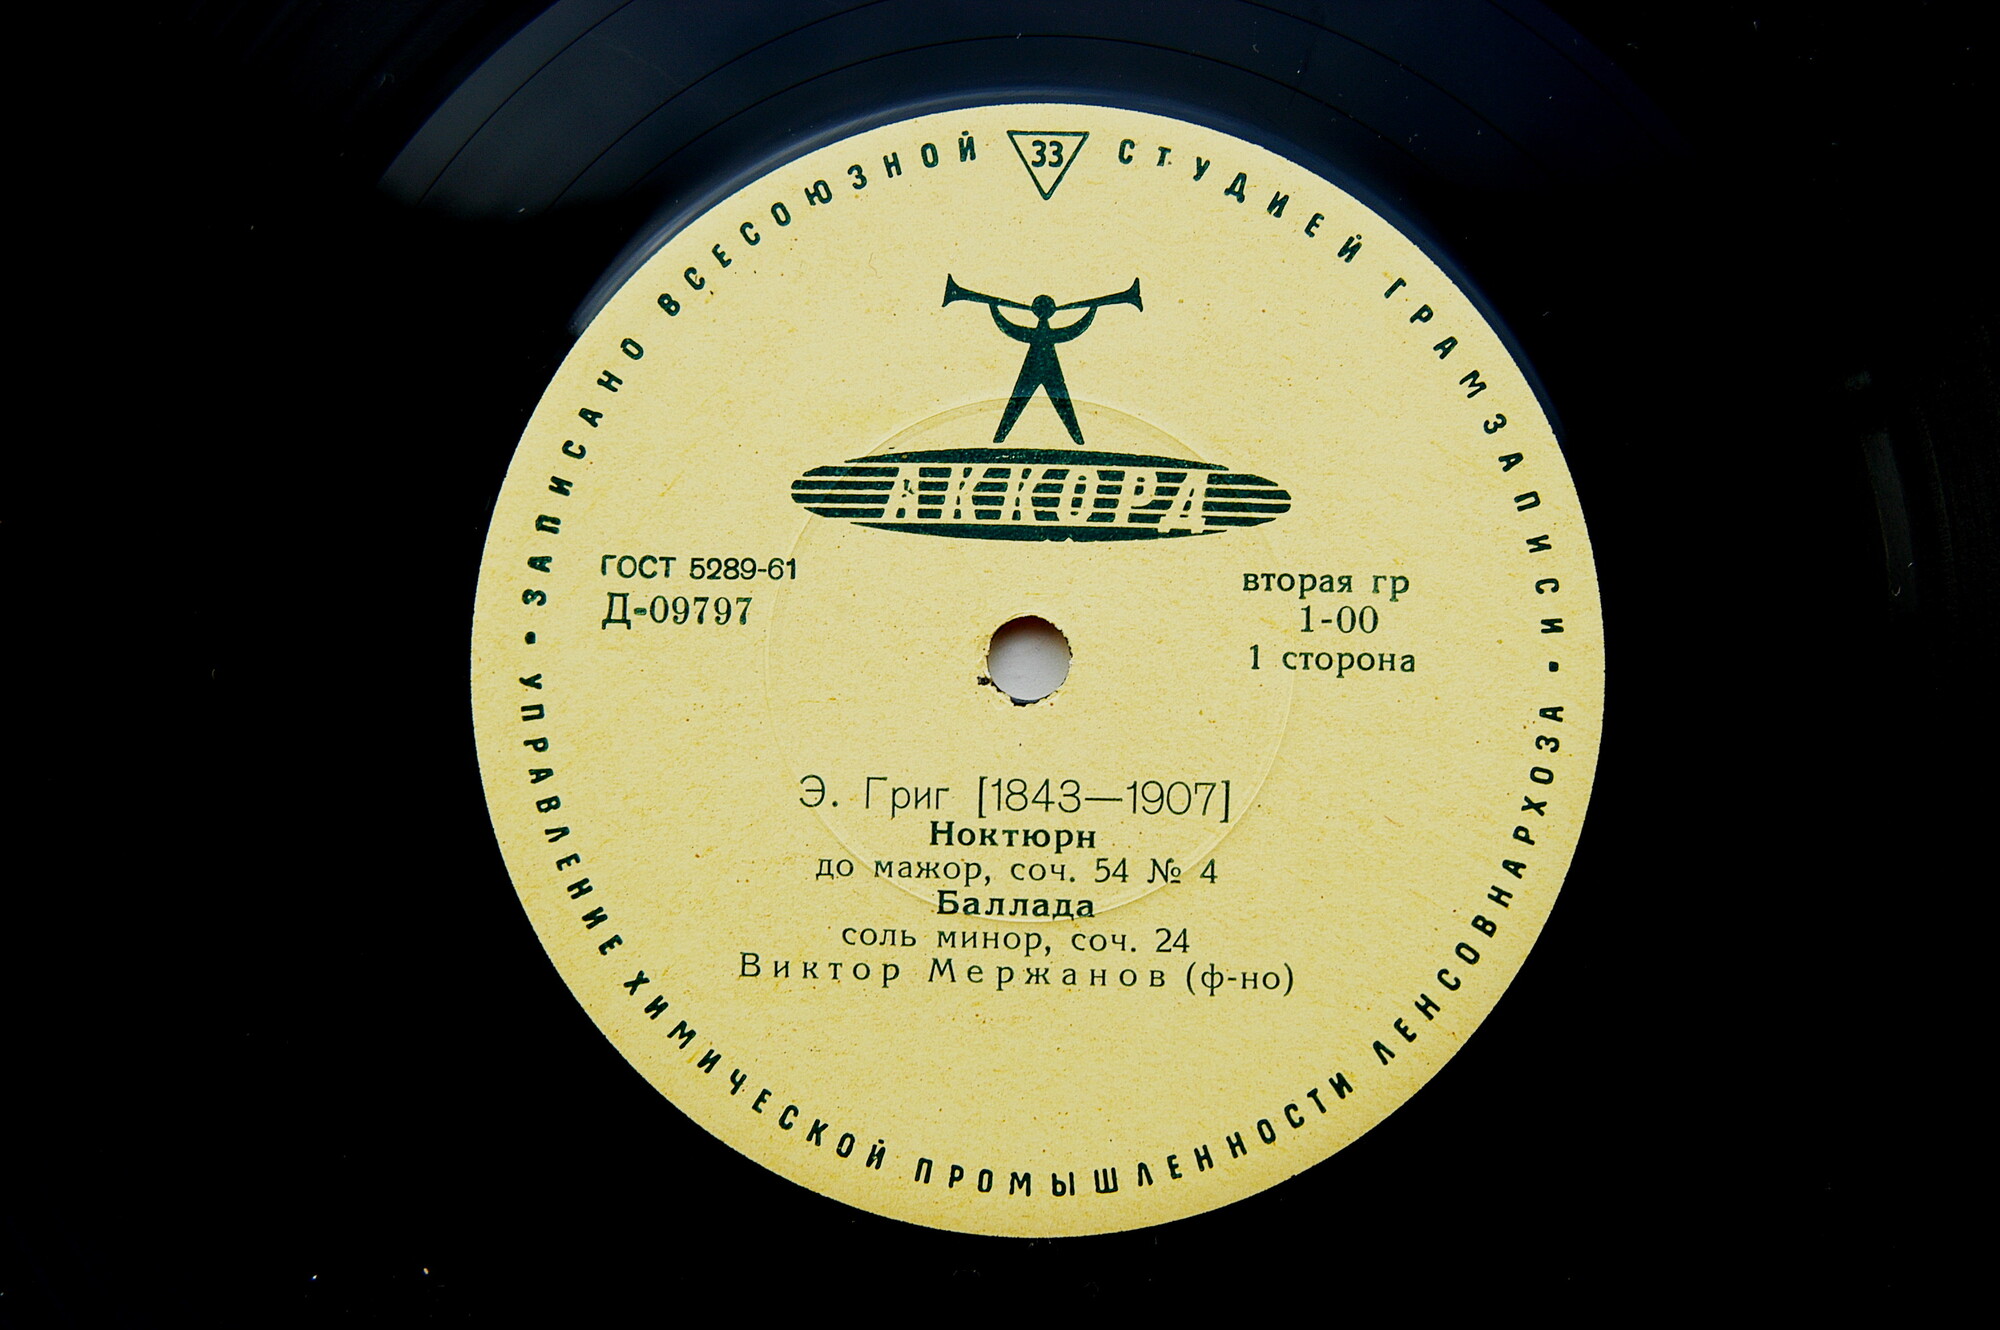 ЗАПИСАНО ВСЕСОЮЗНОЙ 33 СТУДИЕЙ ГРАМЗАПИСИ •
АККОРД
ГОСТ 5289-61
Д-09797
вторая гр
1-00
1 сторона
Э. Григ [1843—1907]
Ноктюрн
до мажор, соч. 54 № 4
Баллада
соль минор, соч. 24
Виктор Мержанов (ф-но)
УПРАВЛЕНИЕ ХИМИЧЕСКОЙ ПРОМЫШЛЕННОСТИ ЛЕНСОВНАРХОЗА •